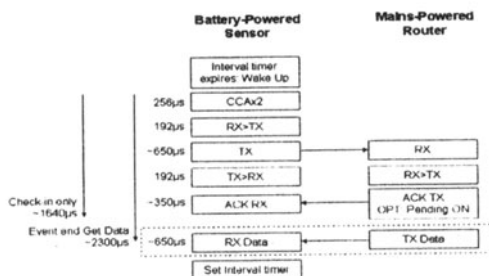 Battery-Powered
Sensor
Mains-Powered
Router
Interval timer
expires: Wake Up
256µs CCAx2
192µs RX>TX
~650µs TX RX
192µs TX>RX RX>TX
~350µs ACK RX ACK TX
OPT: Pending ON
Check in only
~1640µs
Event and Get Data
~2300µs
~650µs RX Data TX Data
Set Interval timer